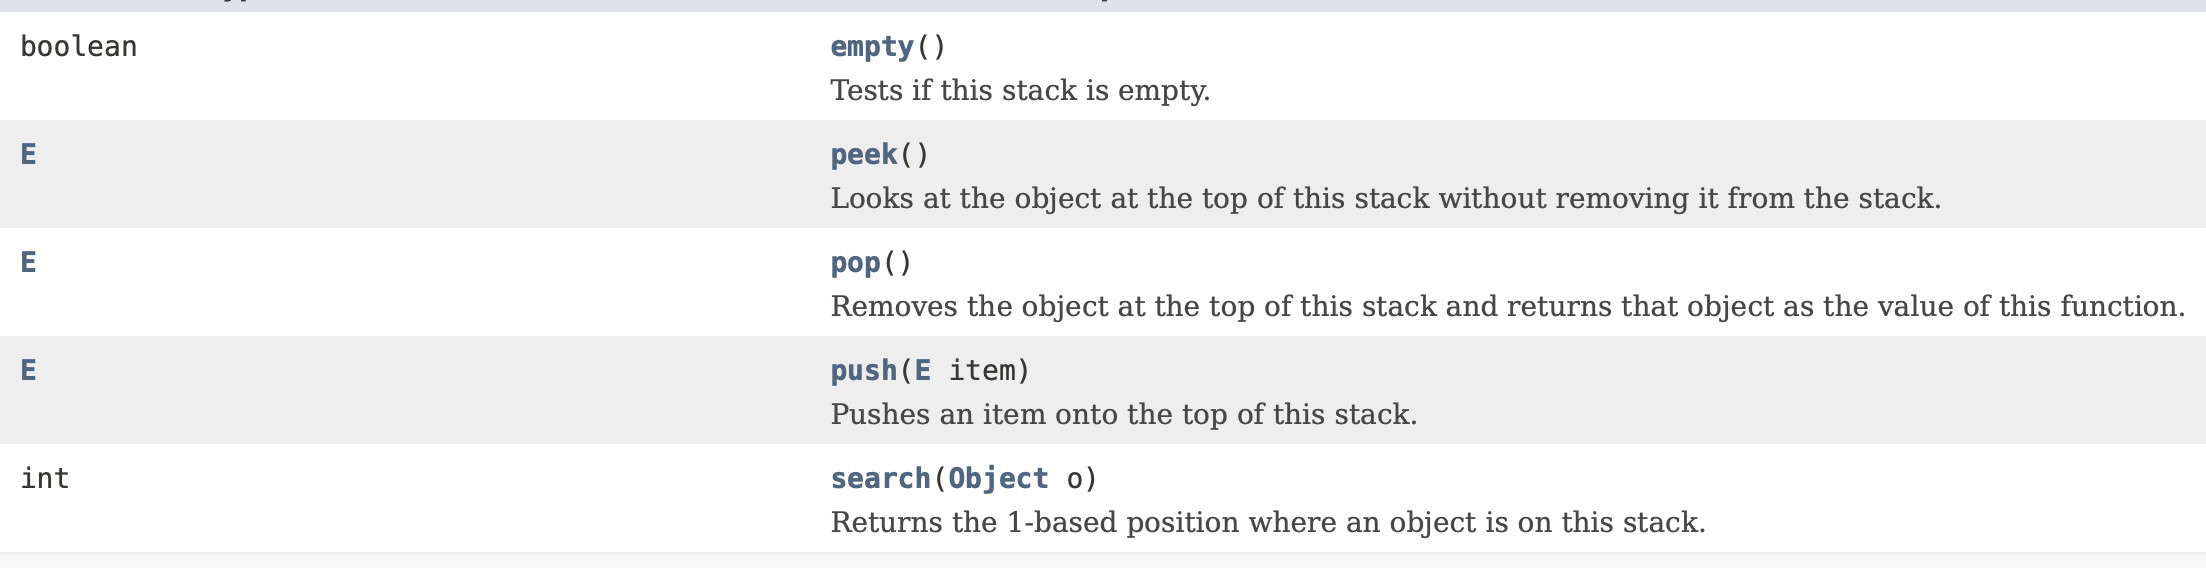 boolean empty()
Tests if this stack is empty.
E peek()
Looks at the object at the top of this stack without removing it from the stack.
E pop()
Removes the object at the top of this stack and returns that object as the value of this function.
E push(E item)
Pushes an item onto the top of this stack.
int search(Object o)
Returns the 1-based position where an object is on this stack.